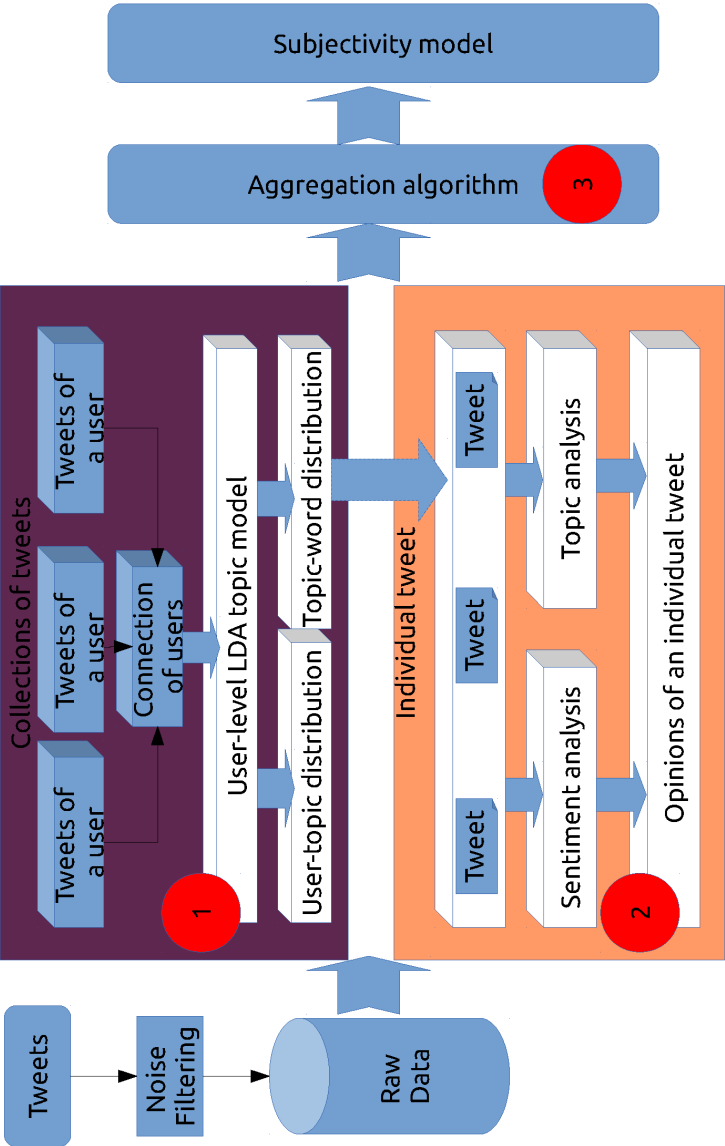 Tweets
Noise
Filtering
Raw
Data
Collections of tweets
Tweets of
a user
Tweets of
a user
Tweets of
a user
Connection
of users
User-level LDA topic model
1
User-topic distribution
Topic-word distribution
Individual tweet
Tweet
Tweet
Tweet
Sentiment analysis
Topic analysis
2
Opinions of an individual tweet
Aggregation algorithm
3
Subjectivity model